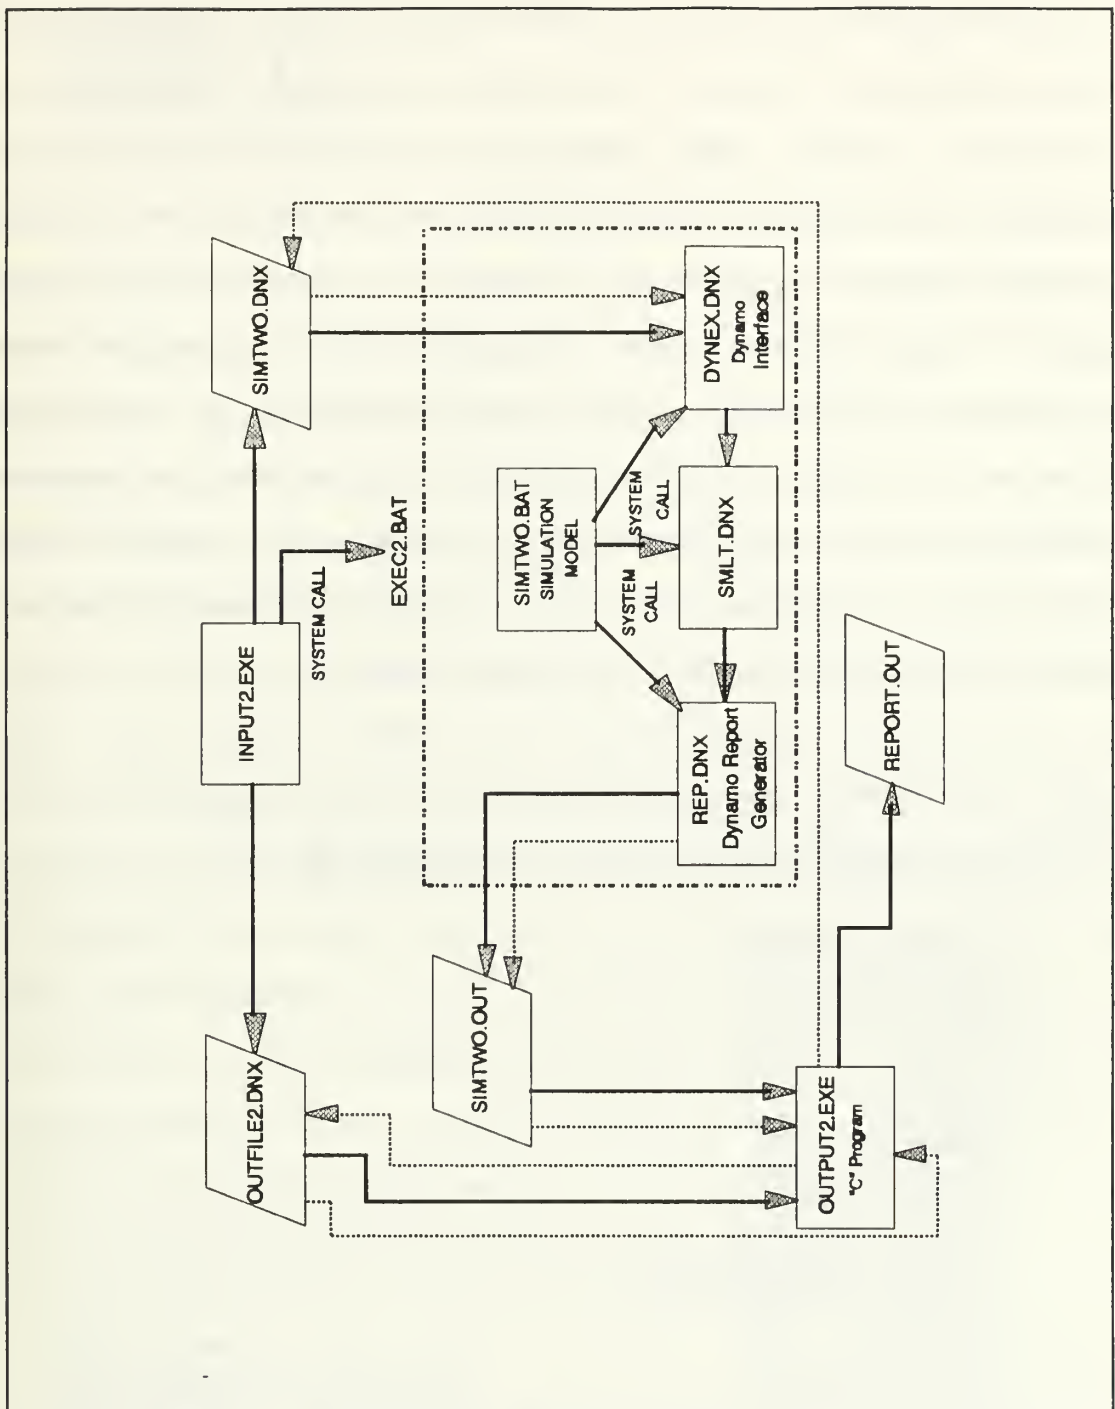 OUTFILE2.DNX
INPUT2.EXE
SIMTWO.DNX
SYSTEM CALL
EXEC2.BAT
SIMTWO.OUT
SIMTWO.BAT
SIMULATION
MODEL
SYSTEM
CALL
SYSTEM
CALL
REP.DNX
Dynamo Report
Generator
SMLT.DNX
DYNEX.DNX
Dynamo
Interface
OUTPUT2.EXE
"C" Program
REPORT.OUT